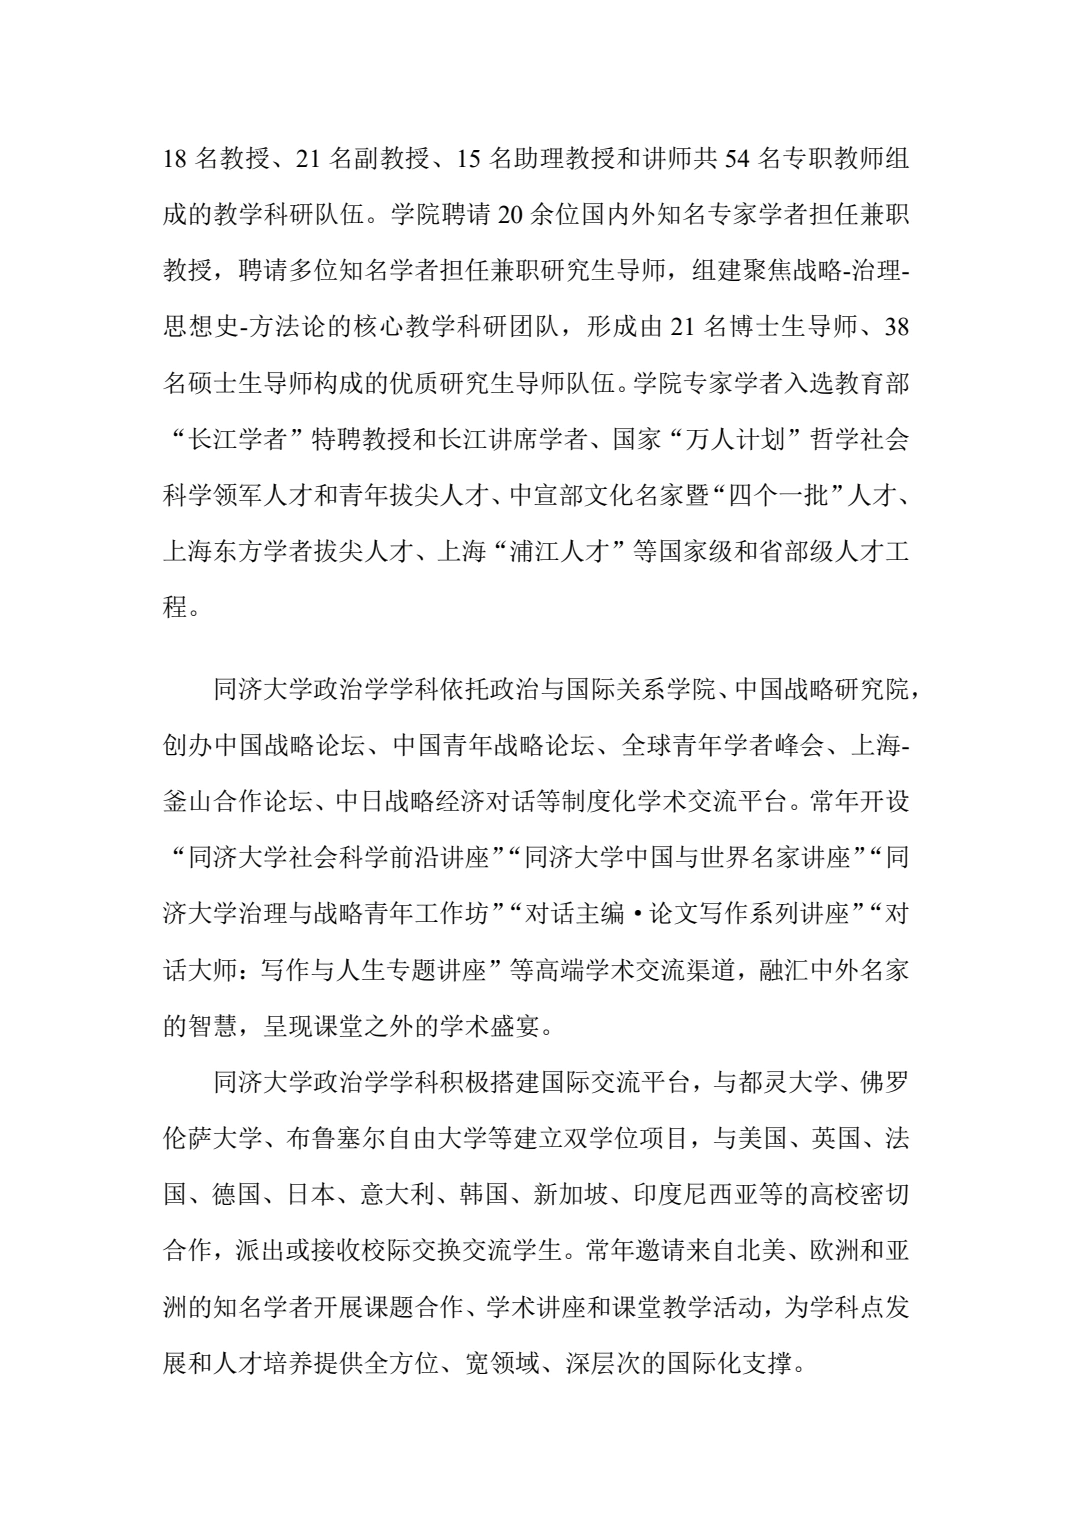 18 名教授、21 名副教授、15 名助理教授和讲师共 54 名专职教师组
成的教学科研队伍。学院聘请 20 余位国内外知名专家学者担任兼职
教授，聘请多位知名学者担任兼职研究生导师，组建聚焦战略-治理-
思想史-方法论的核心教学科研团队，形成由 21 名博士生导师、38
名硕士生导师构成的优质研究生导师队伍。学院专家学者入选教育部
“长江学者”特聘教授和长江讲席学者、国家“万人计划”哲学社会
科学领军人才和青年拔尖人才、中宣部文化名家暨“四个一批”人才、
上海东方学者拔尖人才、上海“浦江人才”等国家级和省部级人才工
程。
同济大学政治学学科依托政治与国际关系学院、中国战略研究院，
创办中国战略论坛、中国青年战略论坛、全球青年学者峰会、上海-
釜山合作论坛、中日战略经济对话等制度化学术交流平台。常年开设
“同济大学社会科学前沿讲座”“同济大学中国与世界名家讲座”“同
济大学治理与战略青年工作坊”“对话主编·论文写作系列讲座”“对
话大师：写作与人生专题讲座”等高端学术交流渠道，融汇中外名家
的智慧，呈现课堂之外的学术盛宴。
同济大学政治学学科积极搭建国际交流平台，与都灵大学、佛罗
伦萨大学、布鲁塞尔自由大学等建立双学位项目，与美国、英国、法
国、德国、日本、意大利、韩国、新加坡、印度尼西亚等的高校密切
合作，派出或接收校际交换交流学生。常年邀请来自北美、欧洲和亚
洲的知名学者开展课题合作、学术讲座和课堂教学活动，为学科点发
展和人才培养提供全方位、宽领域、深层次的国际化支撑。